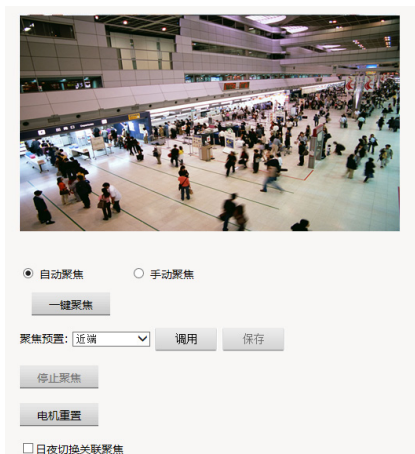 自动聚焦 手动聚焦
一键聚焦
聚焦预置: 近端 调用 保存
停止聚焦
电机重置
日夜切换关联聚焦